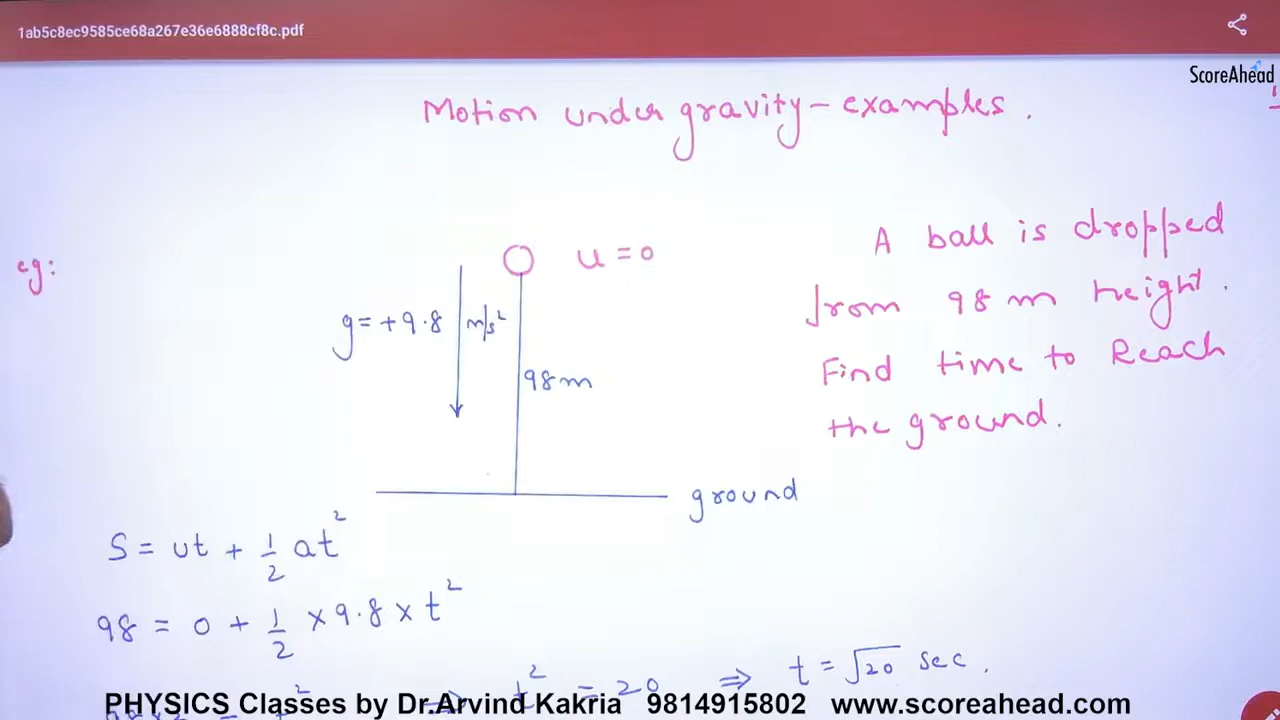 1ab5c8ec9585ce68a267e36e6888cf8c.pdf
ScoreAhead
Motion under gravity - examples.
eg:
u = 0
g = +9.8 m/s²
98m
ground
A ball is dropped
from 98 m height.
Find time to Reach
the ground.
S = ut + 1/2 at²
98 = 0 + 1/2 × 9.8 × t²
⇒ t² = 20 ⇒ t = √20 sec.
PHYSICS Classes by Dr.Arvind Kakria 9814915802 www.scoreahead.com